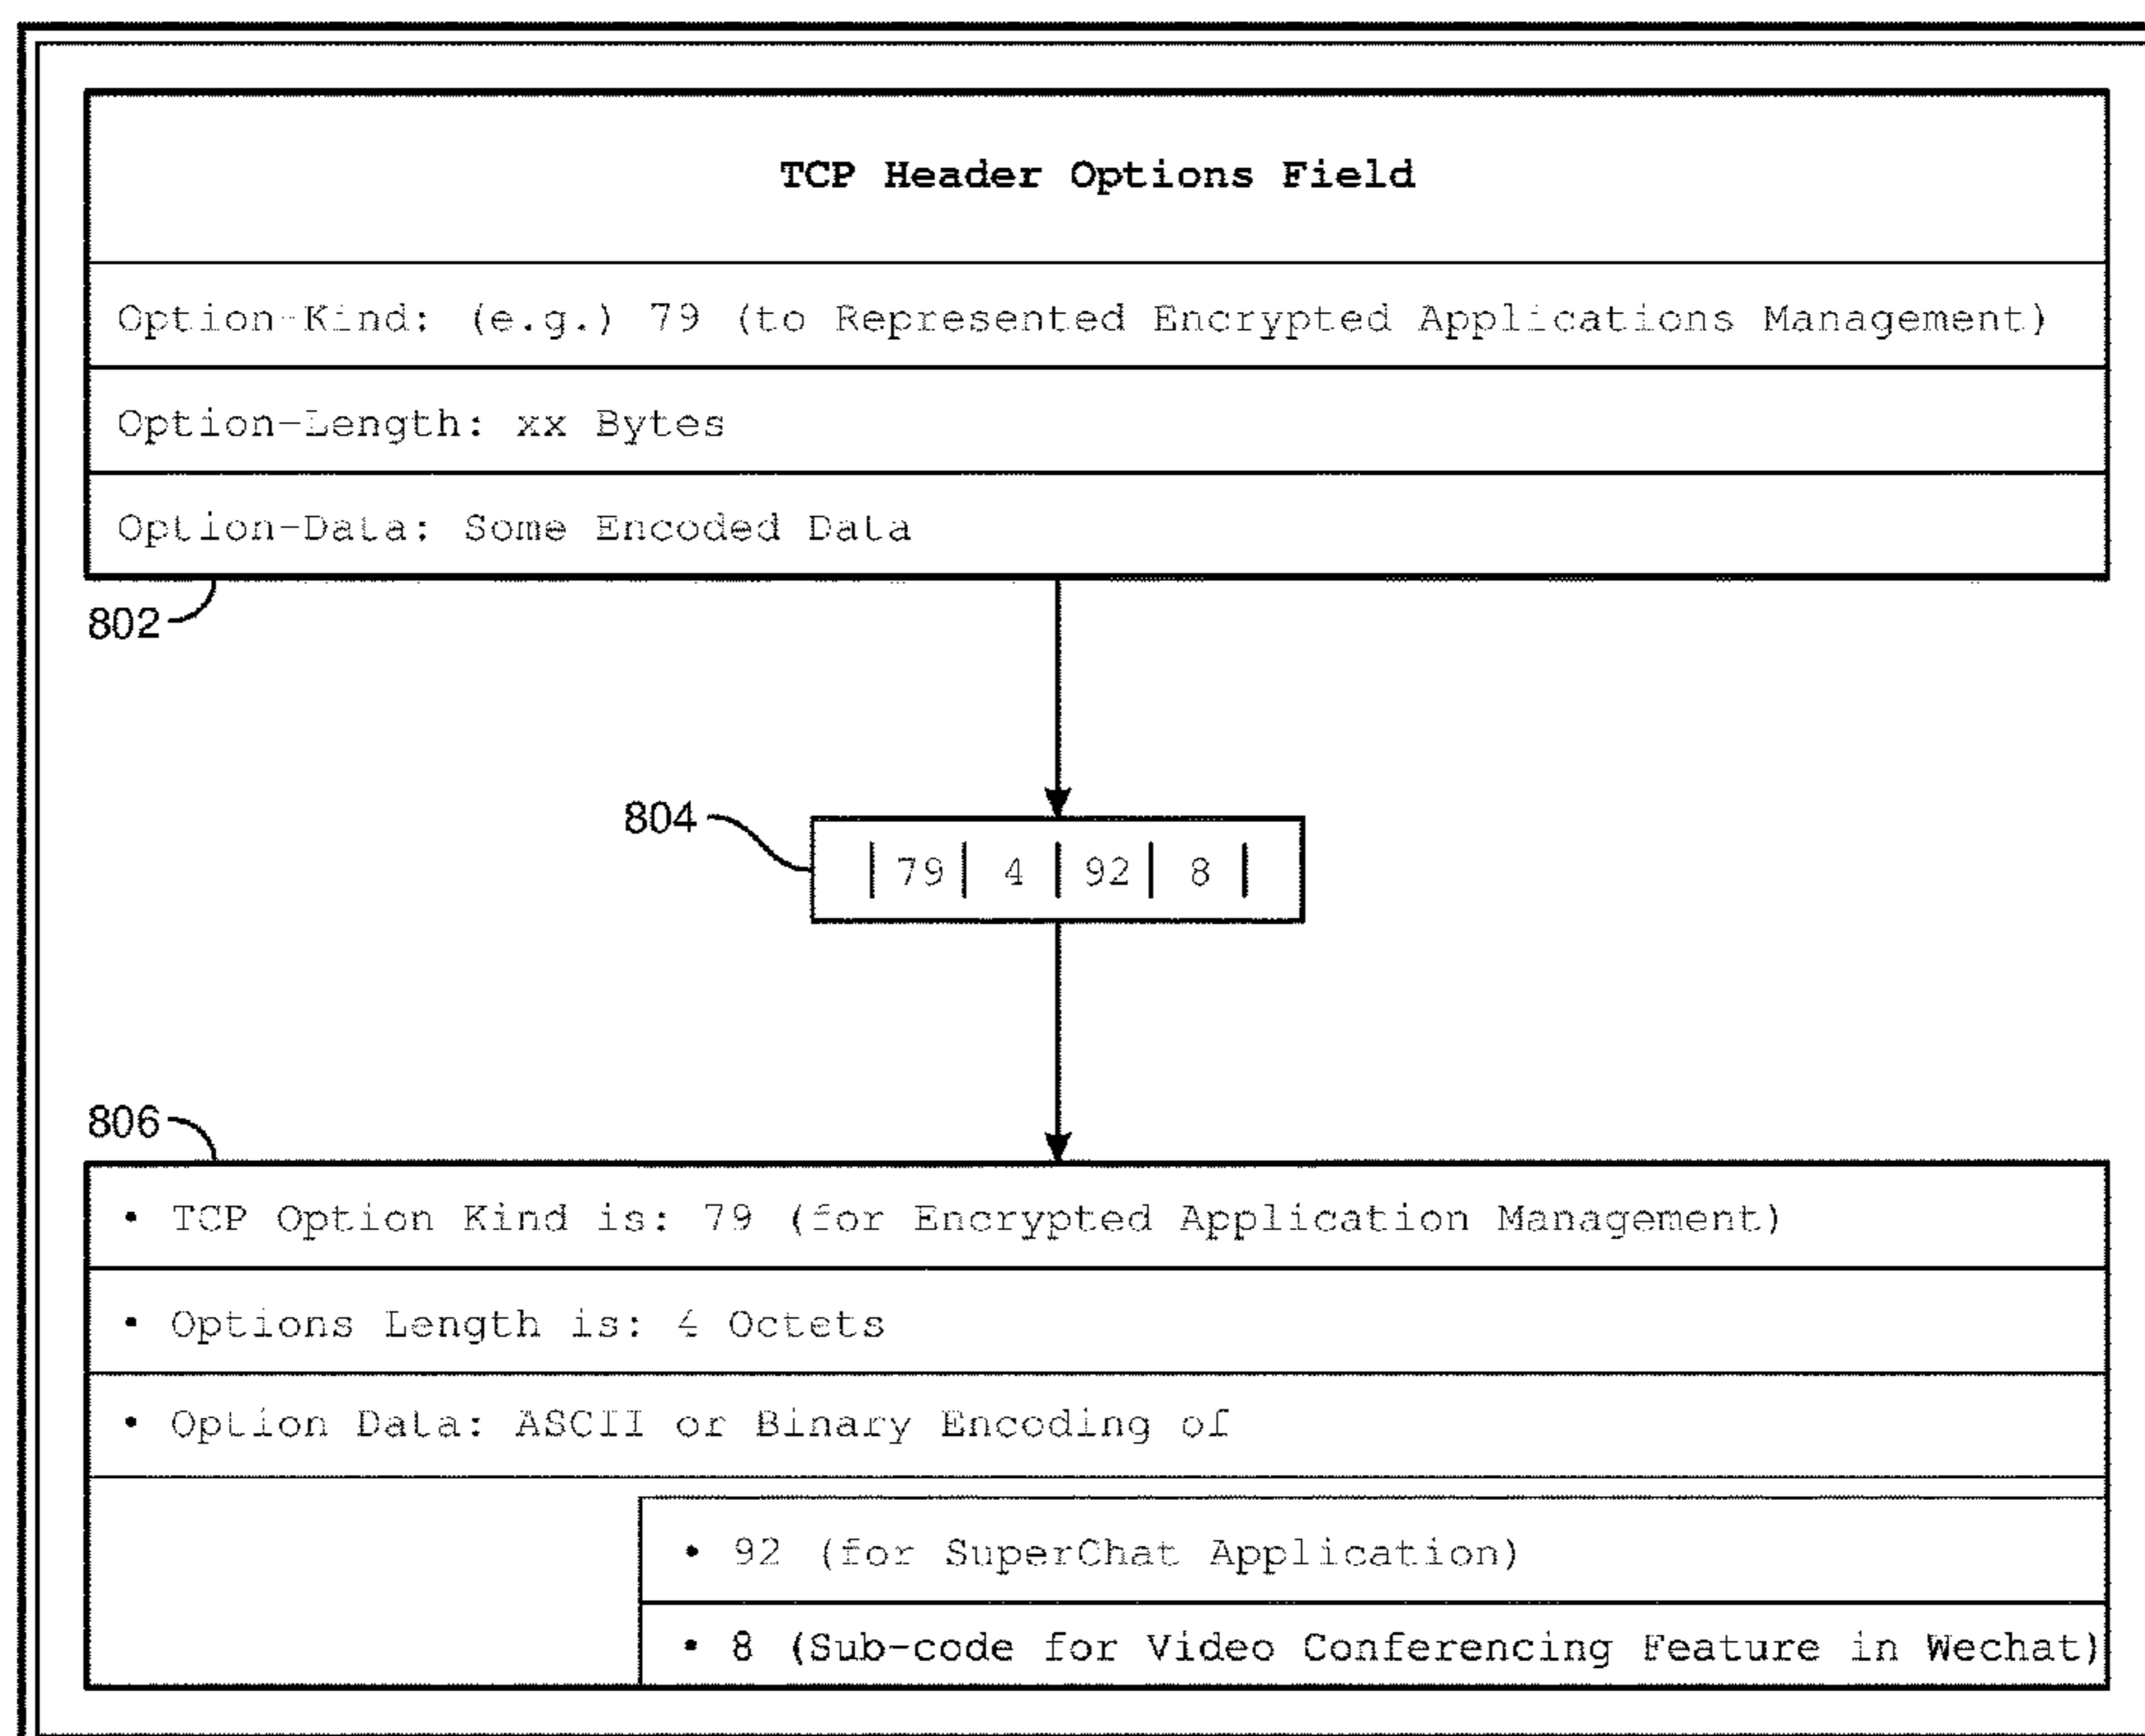 TCP Header Options Field
Option-Kind: (e.g.) 79 (to Represented Encrypted Applications Management)
Option-Length: xx Bytes
Option-Data: Some Encoded Data
802
804
| 79 | 4 | 92 | 8 |
806
• TCP Option Kind is: 79 (for Encrypted Application Management)
• Options Length is: 4 Octets
• Option Data: ASCII or Binary Encoding of
• 92 (for SuperChat Application)
• 8 (Sub-code for Video Conferencing Feature in Wechat)